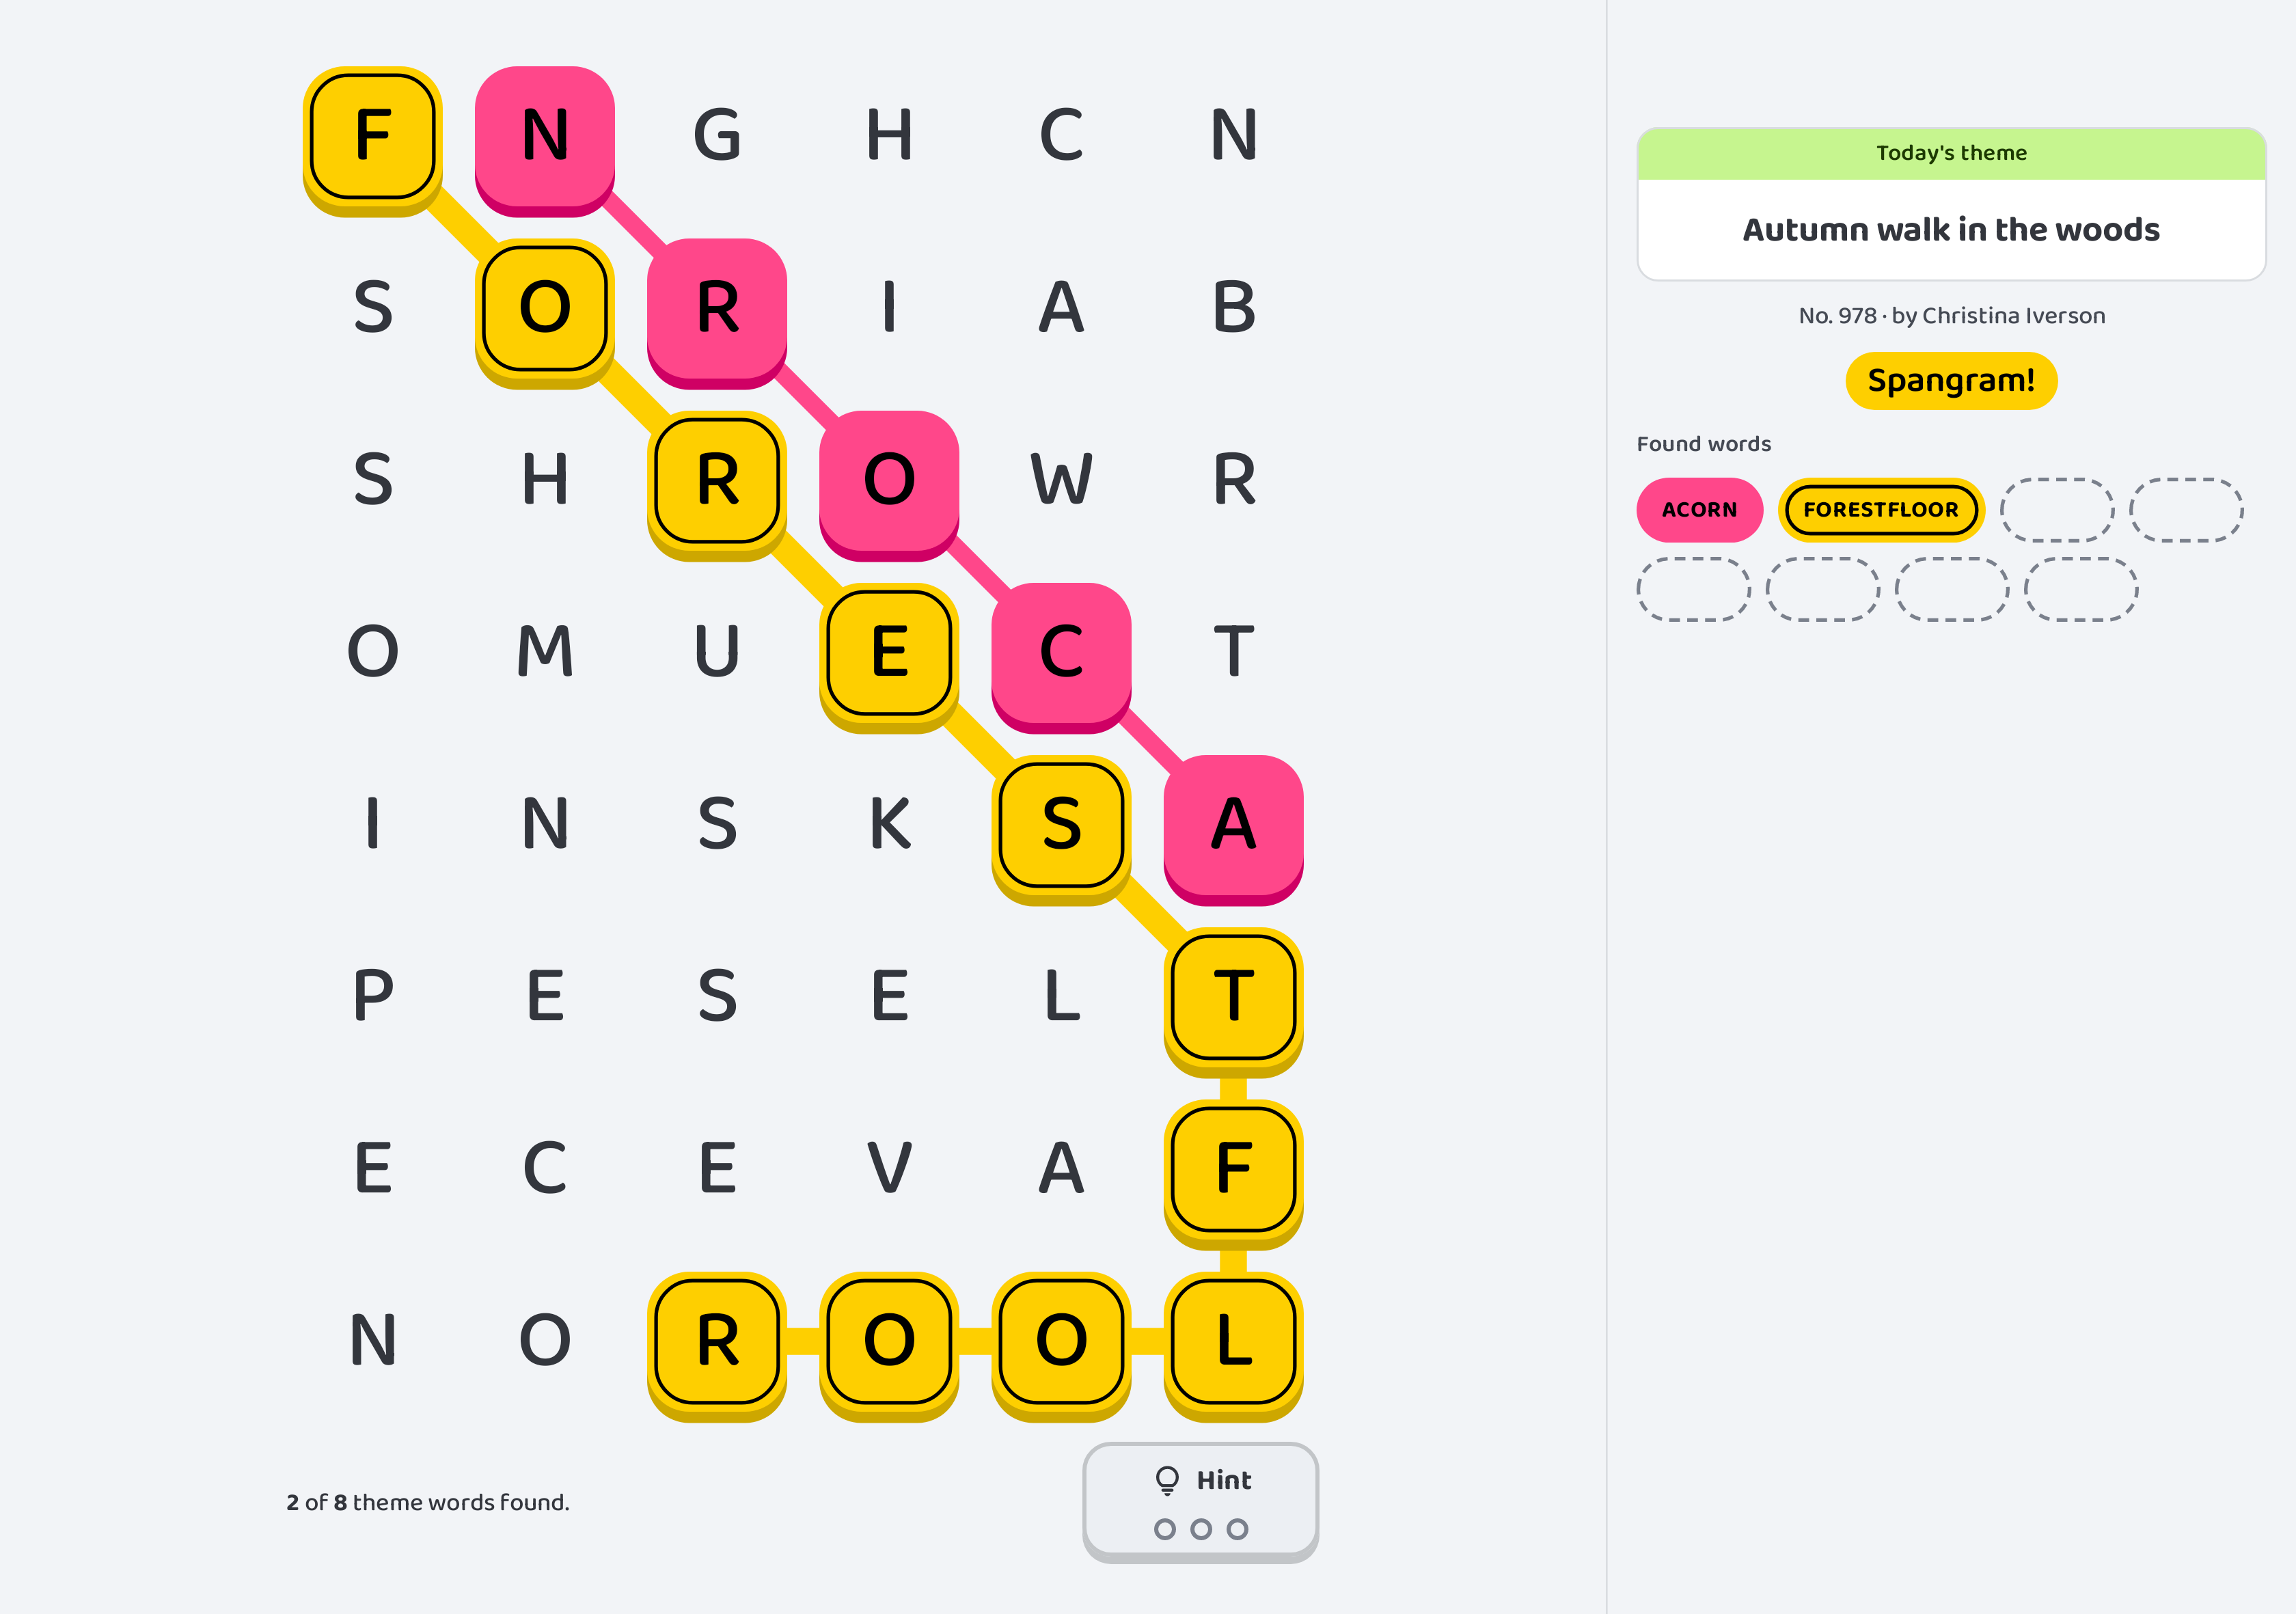 F N G H C N
S O R I A B
S H R O W R
O M U E C T
I N S K S A
P E S E L T
E C E V A F
N O R O O L
2 of 8 theme words found.
Hint
Today's theme
Autumn walk in the woods
No. 978 · by Christina Iverson
Spangram!
Found words
ACORN FORESTFLOOR